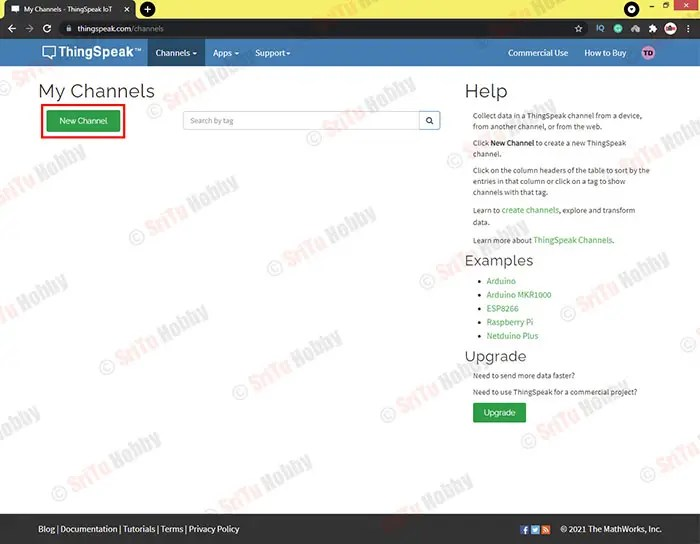 My Channels - ThingSpeak IoT
thingspeak.com/channels
ThingSpeak™
Channels
Apps
Support
Commercial Use
How to Buy
TD
My Channels
New Channel
Search by tag
Help
Collect data in a ThingSpeak channel from a device,
from another channel, or from the web.
Click New Channel to create a new ThingSpeak
channel.
Click on the column headers of the table to sort by the
entries in that column or click on a tag to show
channels with that tag.
Learn to create channels, explore and transform
data.
Learn more about ThingSpeak Channels.
Examples
Arduino
Arduino MKR1000
ESP8266
Raspberry Pi
Netduino Plus
Upgrade
Need to send more data faster?
Need to use ThingSpeak for a commercial project?
Upgrade
Blog | Documentation | Tutorials | Terms | Privacy Policy
© 2021 The MathWorks, Inc.
© SriTu Hobby